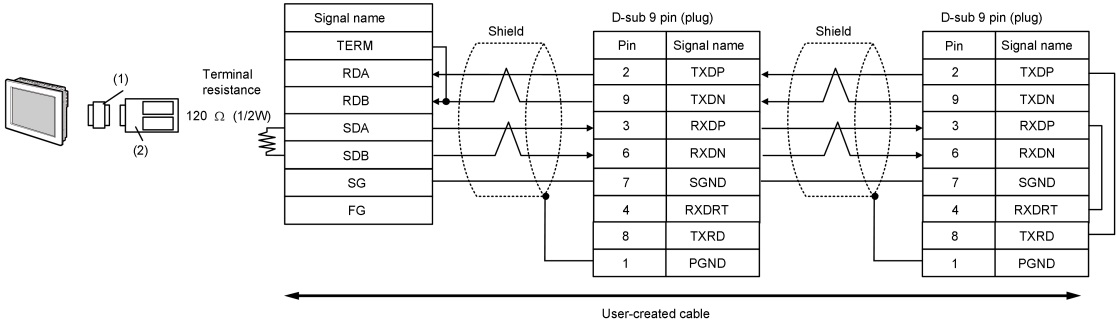 (1)
(2)
Terminal
resistance
120 Ω (1/2W)
Signal name
TERM
RDA
RDB
SDA
SDB
SG
FG
Shield
D-sub 9 pin (plug)
Pin Signal name
2 TXDP
9 TXDN
3 RXDP
6 RXDN
7 SGND
4 RXDRT
8 TXRD
1 PGND
Shield
D-sub 9 pin (plug)
Pin Signal name
2 TXDP
9 TXDN
3 RXDP
6 RXDN
7 SGND
4 RXDRT
8 TXRD
1 PGND
User-created cable